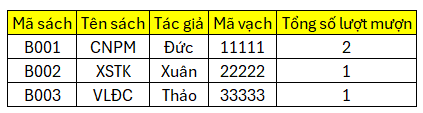 Mã sách Tên sách Tác giả Mã vạch Tổng số lượt mượn
B001 CNPM Đức 11111 2
B002 XSTK Xuân 22222 1
B003 VLĐC Thảo 33333 1